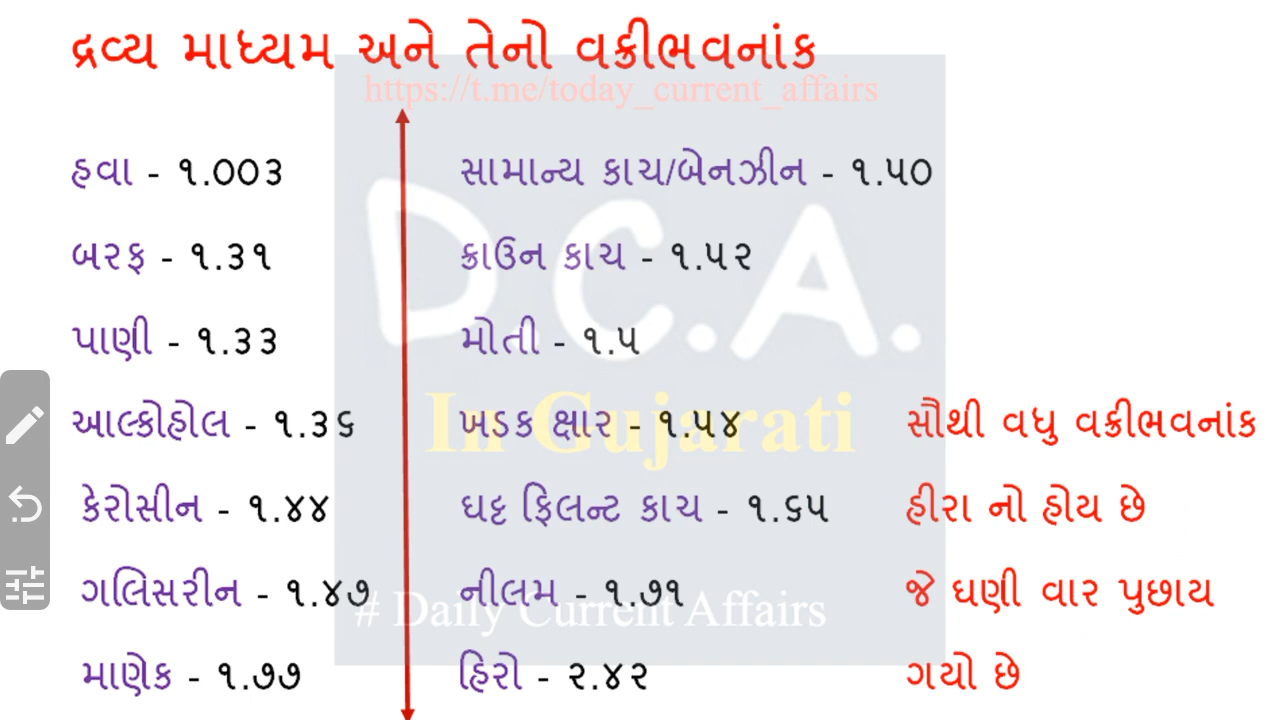 દ્રવ્ય માધ્યમ અને તેનો વક્રીભવનાંક
https://t.me/today_current_affairs
હવા - ૧.૦૦૩
બરફ - ૧.૩૧
પાણી - ૧.૩૩
આલ્કોહોલ - ૧.૩૬
કેરોસીન - ૧.૪૪
ગલિસરીન - ૧.૪૭
માણેક - ૧.૭૭
સામાન્ય કાચ/બેનઝીન - ૧.૫૦
ક્રાઉન કાચ - ૧.૫૨
મોતી - ૧.૫
ખડક ક્ષાર - ૧.૫૪
ઘટ્ટ ફિલન્ટ કાચ - ૧.૬૫
નીલમ - ૧.૭૧
હિરો - ૨.૪૨
સૌથી વધુ વક્રીભવનાંક
હીરા નો હોય છે
જે ઘણી વાર પુછાય
ગયો છે
D.C.A.
In Gujarati
# Daily Current Affairs